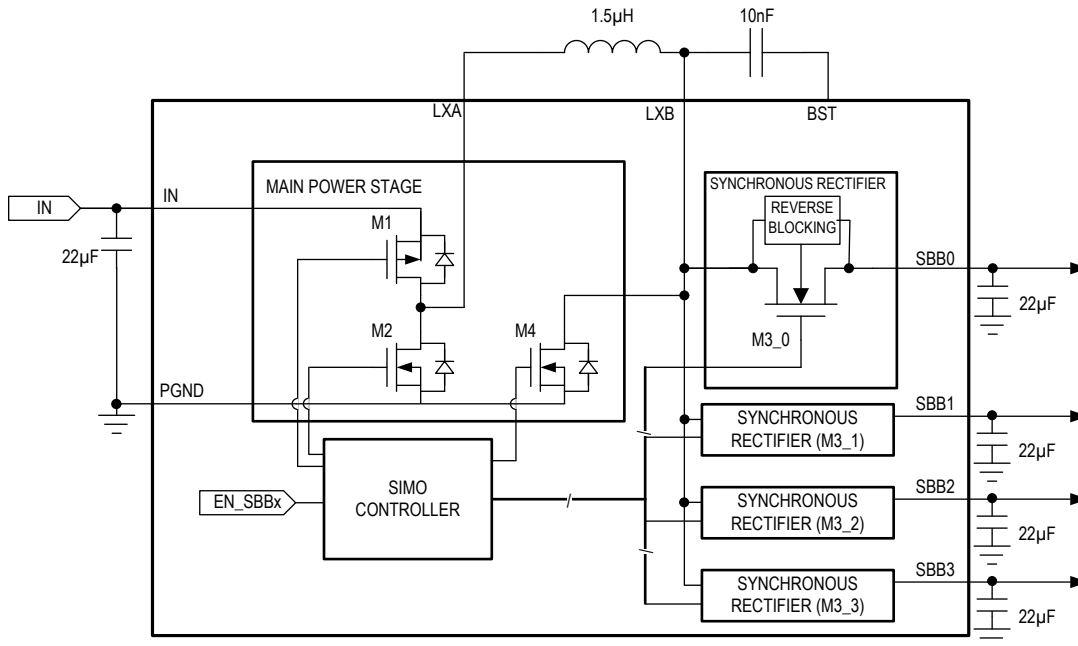 1.5µH
10nF
LXA
LXB
BST
MAIN POWER STAGE
SYNCHRONOUS RECTIFIER
REVERSE
BLOCKING
IN
IN
M1
22µF
SBB0
22µF
M2
M4
M3_0
PGND
SYNCHRONOUS
RECTIFIER (M3_1)
SBB1
22µF
SIMO
CONTROLLER
EN_SBBx
SYNCHRONOUS
RECTIFIER (M3_2)
SBB2
22µF
SYNCHRONOUS
RECTIFIER (M3_3)
SBB3
22µF